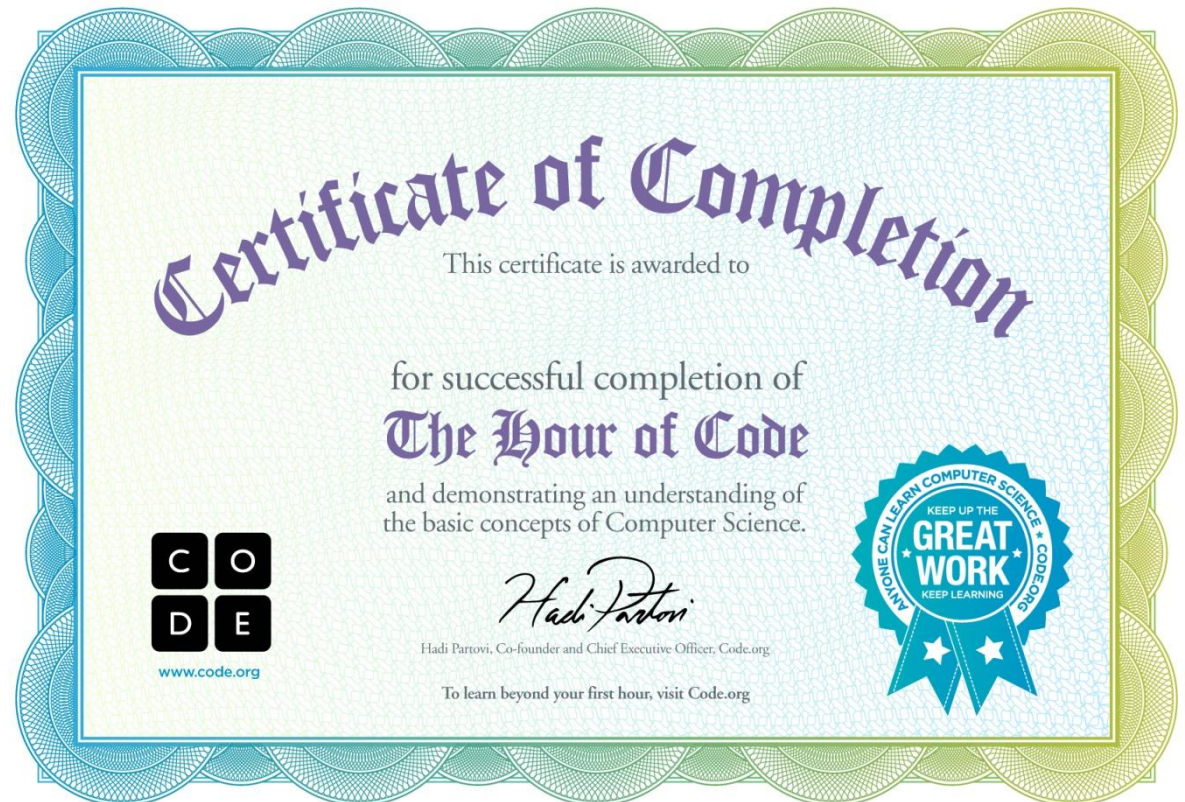 Certificate of Completion
This certificate is awarded to
for successful completion of
The Hour of Code
and demonstrating an understanding of
the basic concepts of Computer Science.
C O
D E
www.code.org
Hadi Partovi
Hadi Partovi, Co-founder and Chief Executive Officer, Code.org
To learn beyond your first hour, visit Code.org
ANYONE CAN LEARN COMPUTER SCIENCE * CODE.ORG
KEEP UP THE
GREAT
WORK
KEEP LEARNING